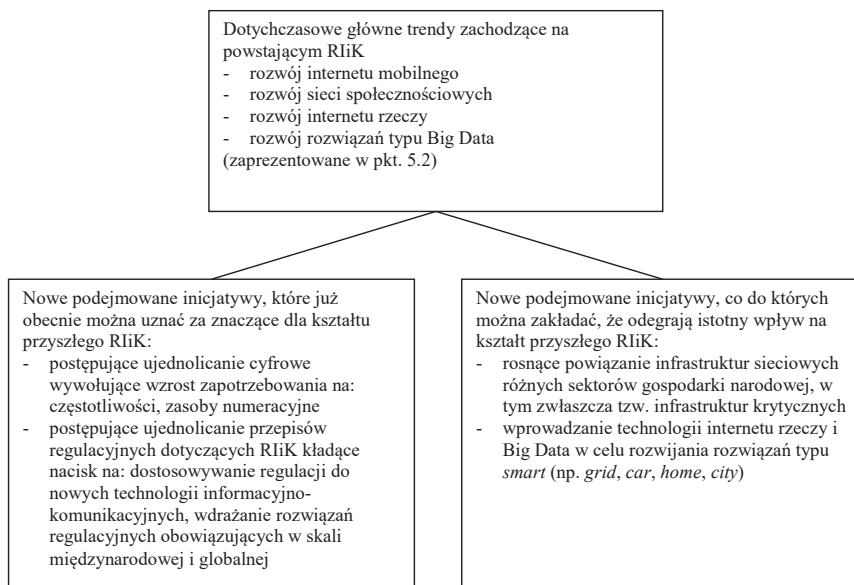 Dotychczasowe główne trendy zachodzące na
powstającym RIiK
- rozwój internetu mobilnego
- rozwój sieci społecznościowych
- rozwój internetu rzeczy
- rozwój rozwiązań typu Big Data
(zaprezentowane w pkt. 5.2)
Nowe podejmowane inicjatywy, które już
obecnie można uznać za znaczące dla kształtu
przyszłego RIiK:
- postępujące ujednolicanie cyfrowe
wywołujące wzrost zapotrzebowania na:
częstotliwości, zasoby numeracyjne
- postępujące ujednolicanie przepisów
regulacyjnych dotyczących RIiK kładące
nacisk na: dostosowywanie regulacji do
nowych technologii informacyjno-
komunikacyjnych, wdrażanie rozwiązań
regulacyjnych obowiązujących w skali
międzynarodowej i globalnej
Nowe podejmowane inicjatywy, co do których
można zakładać, że odegrają istotny wpływ na
kształt przyszłego RIiK:
- rosnące powiązanie infrastruktur sieciowych
różnych sektorów gospodarki narodowej, w
tym zwłaszcza tzw. infrastruktur krytycznych
- wprowadzanie technologii internetu rzeczy i
Big Data w celu rozwijania rozwiązań typu
smart (np. grid, car, home, city)